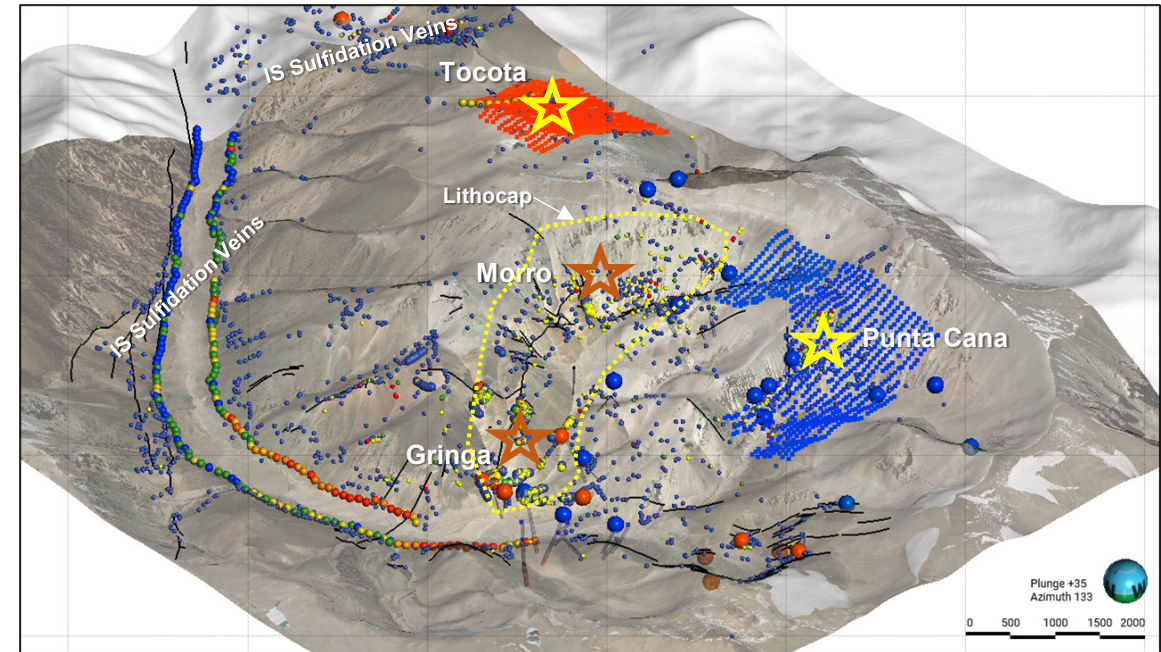 IS Sulfidation Veins
Tocota
Lithocap
Morro
IS Sulfidation Veins
Punta Cana
Gringa
Plunge +35
Azimuth 133
0 500 1000 1500 2000